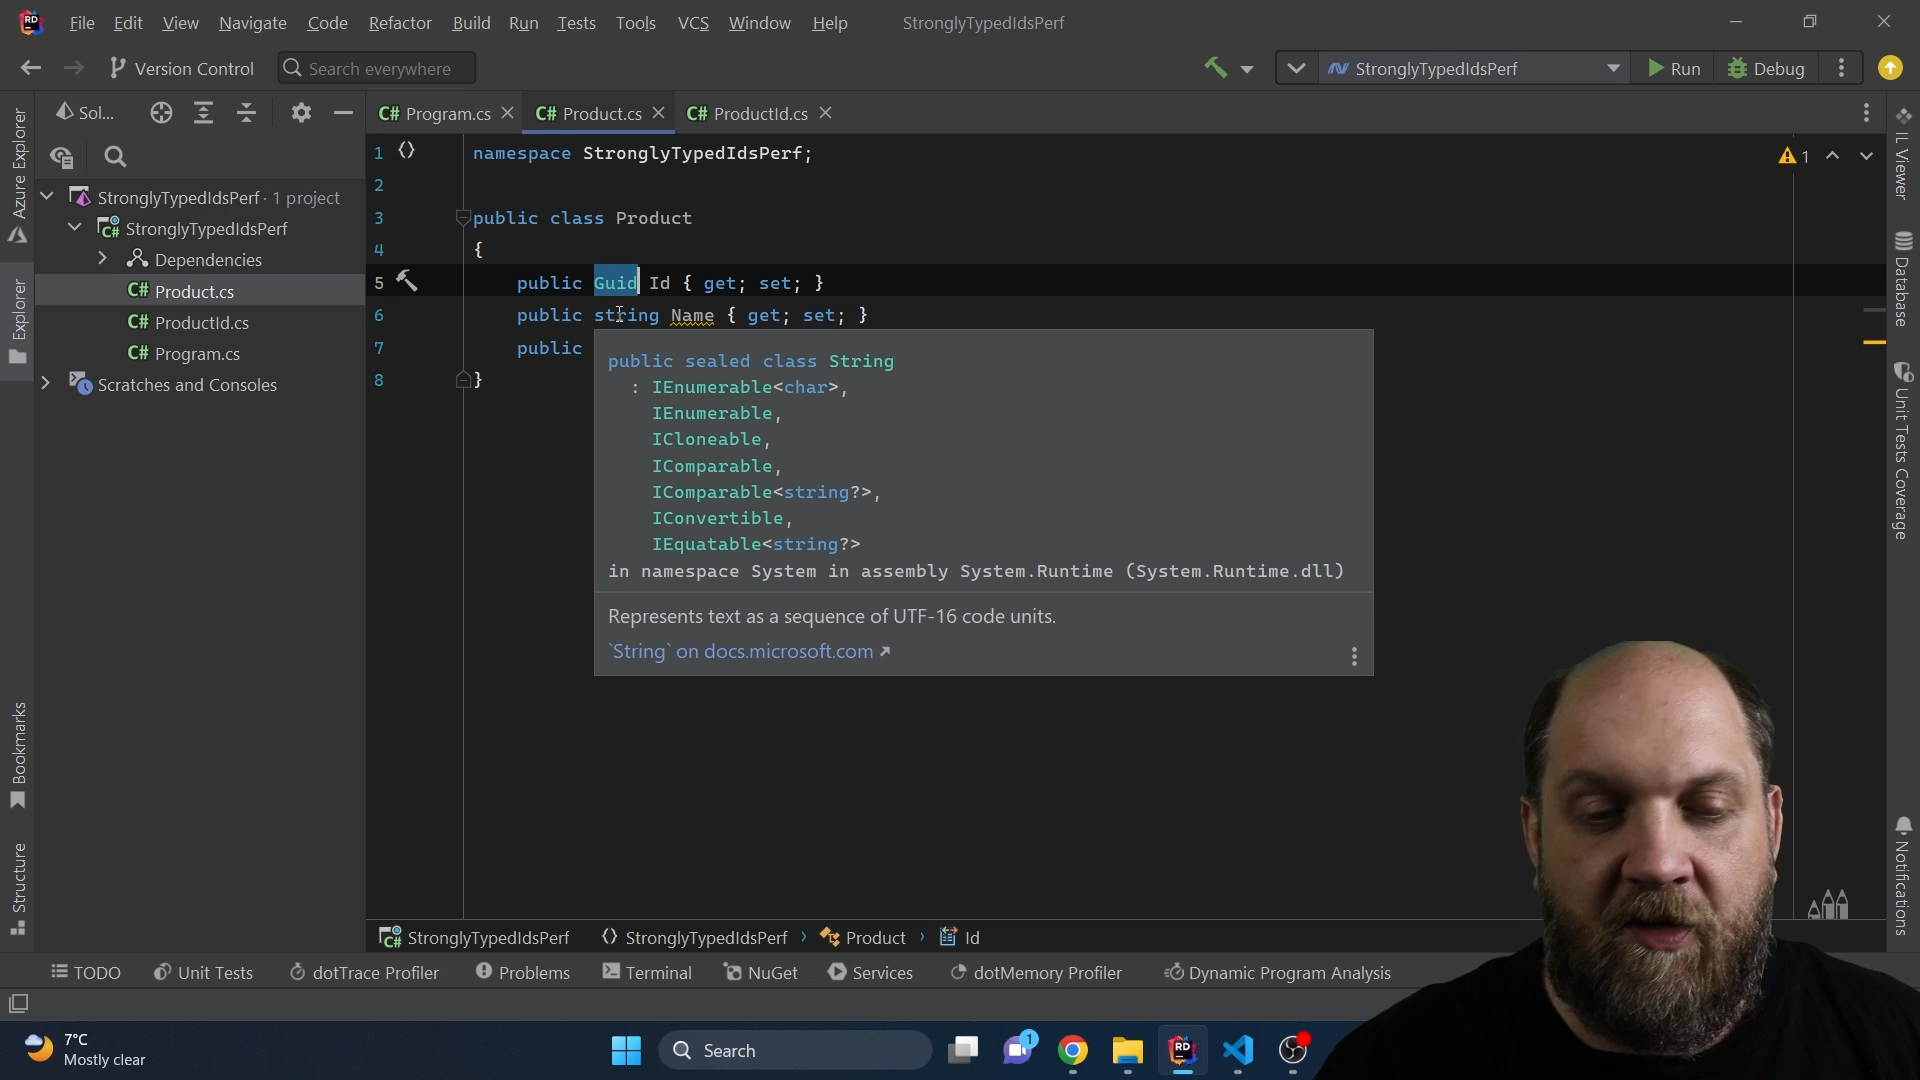 RD File Edit View Navigate Code Refactor Build Run Tests Tools VCS Window Help StronglyTypedIdsPerf
Version Control Search everywhere StronglyTypedIdsPerf Run Debug
Sol... C# Program.cs C# Product.cs C# ProductId.cs
Azure Explorer
Explorer
Bookmarks
Structure
StronglyTypedIdsPerf · 1 project
C# StronglyTypedIdsPerf
Dependencies
C# Product.cs
C# ProductId.cs
C# Program.cs
Scratches and Consoles
1 namespace StronglyTypedIdsPerf;
2
3 public class Product
4 {
5 public Guid Id { get; set; }
6 public string Name { get; set; }
7 public
8 }
1
public sealed class String
: IEnumerable<char>,
IEnumerable,
ICloneable,
IComparable,
IComparable<string?>,
IConvertible,
IEquatable<string?>
in namespace System in assembly System.Runtime (System.Runtime.dll)
Represents text as a sequence of UTF-16 code units.
`String` on docs.microsoft.com
IL Viewer
Database
Unit Tests Coverage
Notifications
C# StronglyTypedIdsPerf StronglyTypedIdsPerf › Product › Id
TODO Unit Tests dotTrace Profiler Problems Terminal NuGet Services dotMemory Profiler Dynamic Program Analysis
7°C
Mostly clear
Search
1
RD